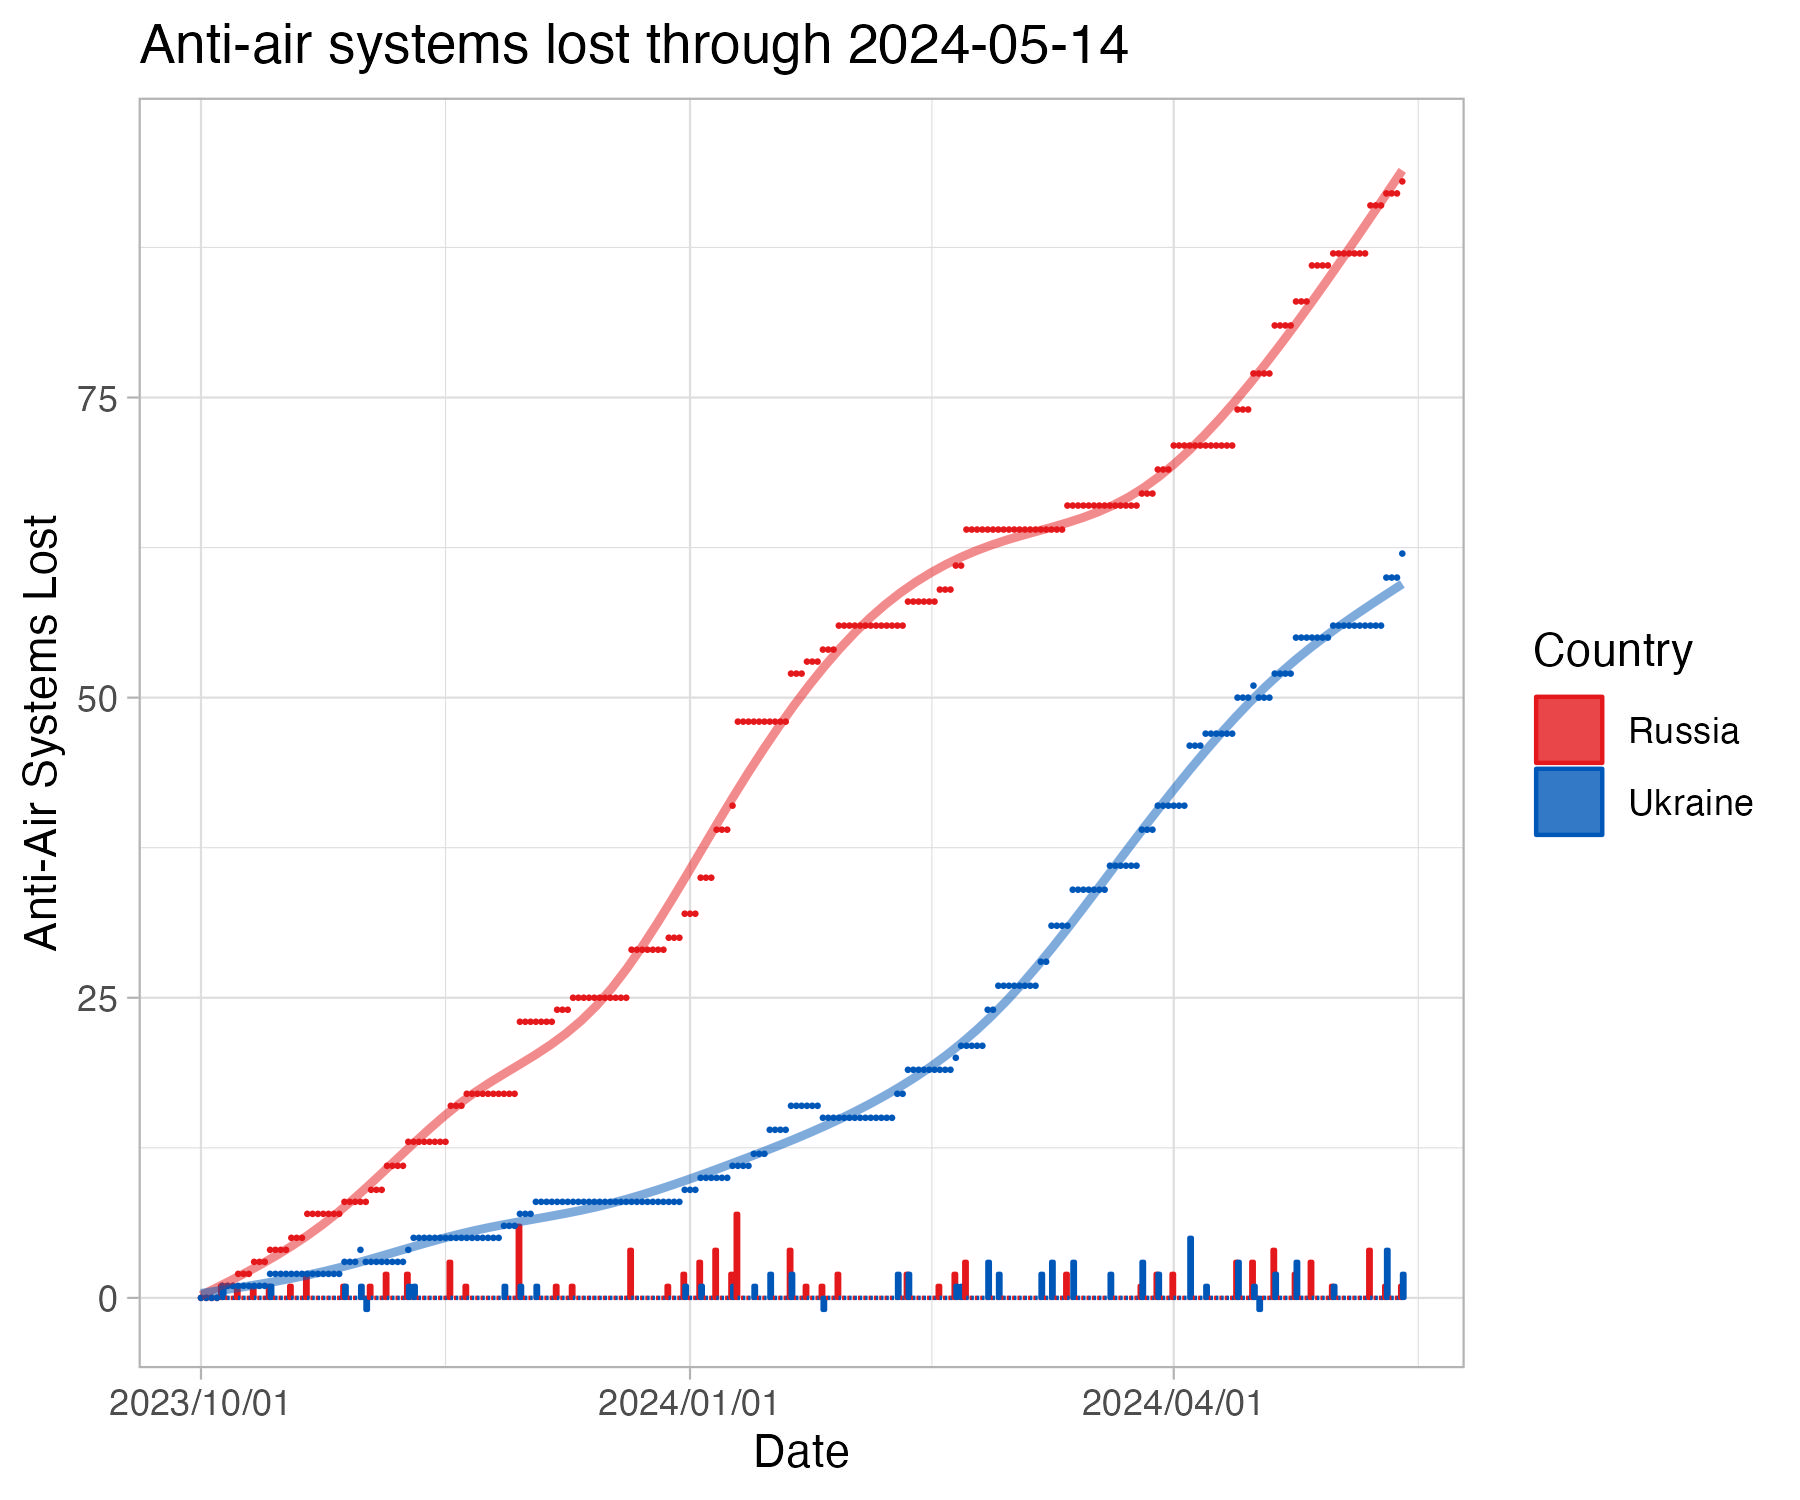 Anti-air systems lost through 2024-05-14
Anti-Air Systems Lost
75
50
25
0
2023/10/01
2024/01/01
2024/04/01
Date
Country
Russia
Ukraine